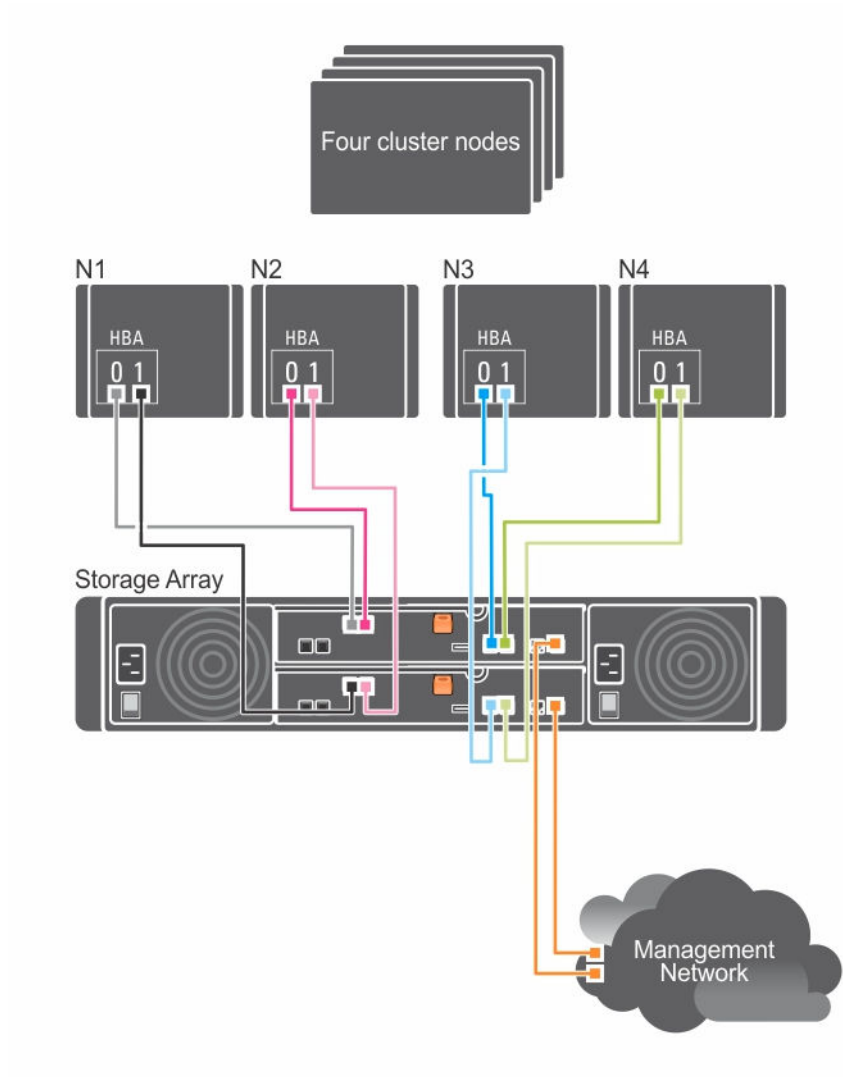 Four cluster nodes
N1
N2
N3
N4
HBA
HBA
HBA
HBA
0 1
0 1
0 1
0 1
Storage Array
Management
Network